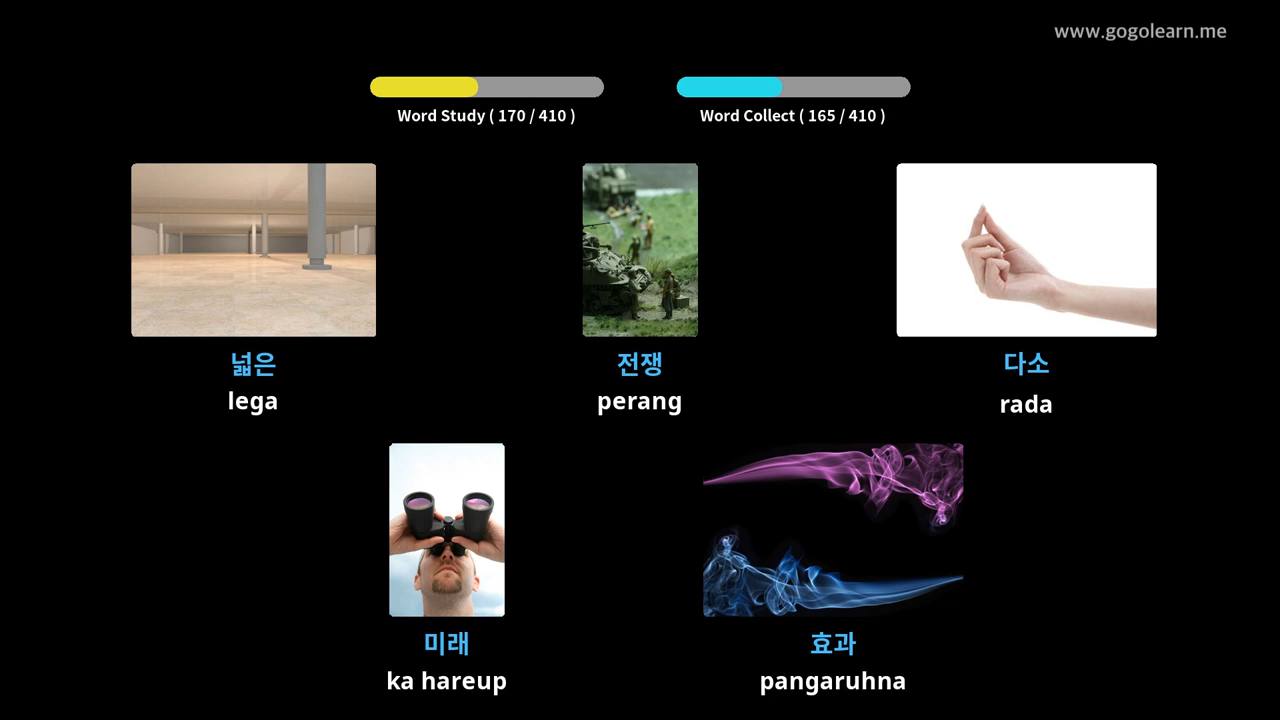 www.gogolearn.me
Word Study ( 170 / 410 )
Word Collect ( 165 / 410 )
넓은
lega
전쟁
perang
다소
rada
미래
ka hareup
효과
pangaruhna